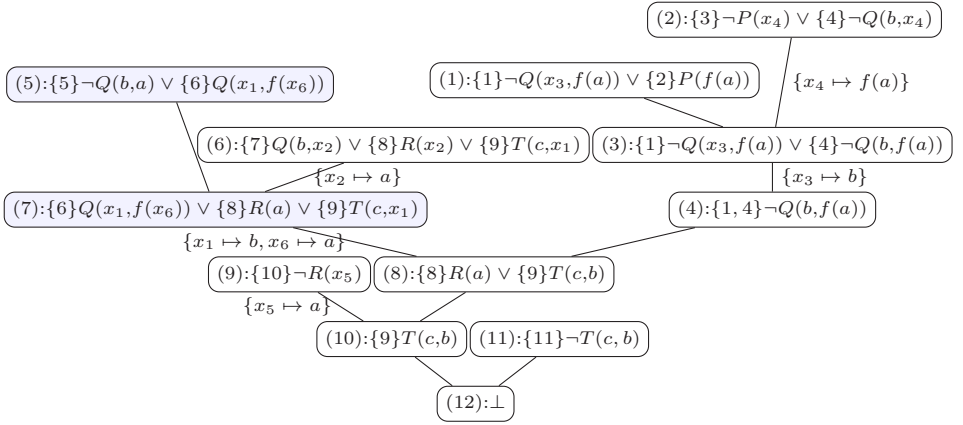 (2):{3}¬P(x₄) ∨ {4}¬Q(b,x₄)
(5):{5}¬Q(b,a) ∨ {6}Q(x₁,f(x₆))
(1):{1}¬Q(x₃,f(a)) ∨ {2}P(f(a))
{x₄ ↦ f(a)}
(6):{7}Q(b,x₂) ∨ {8}R(x₂) ∨ {9}T(c,x₁)
(3):{1}¬Q(x₃,f(a)) ∨ {4}¬Q(b,f(a))
{x₂ ↦ a}
{x₃ ↦ b}
(7):{6}Q(x₁,f(x₆)) ∨ {8}R(a) ∨ {9}T(c,x₁)
(4):{1, 4}¬Q(b,f(a))
{x₁ ↦ b, x₆ ↦ a}
(9):{10}¬R(x₅)
(8):{8}R(a) ∨ {9}T(c,b)
{x₅ ↦ a}
(10):{9}T(c,b)
(11):{11}¬T(c, b)
(12):⊥